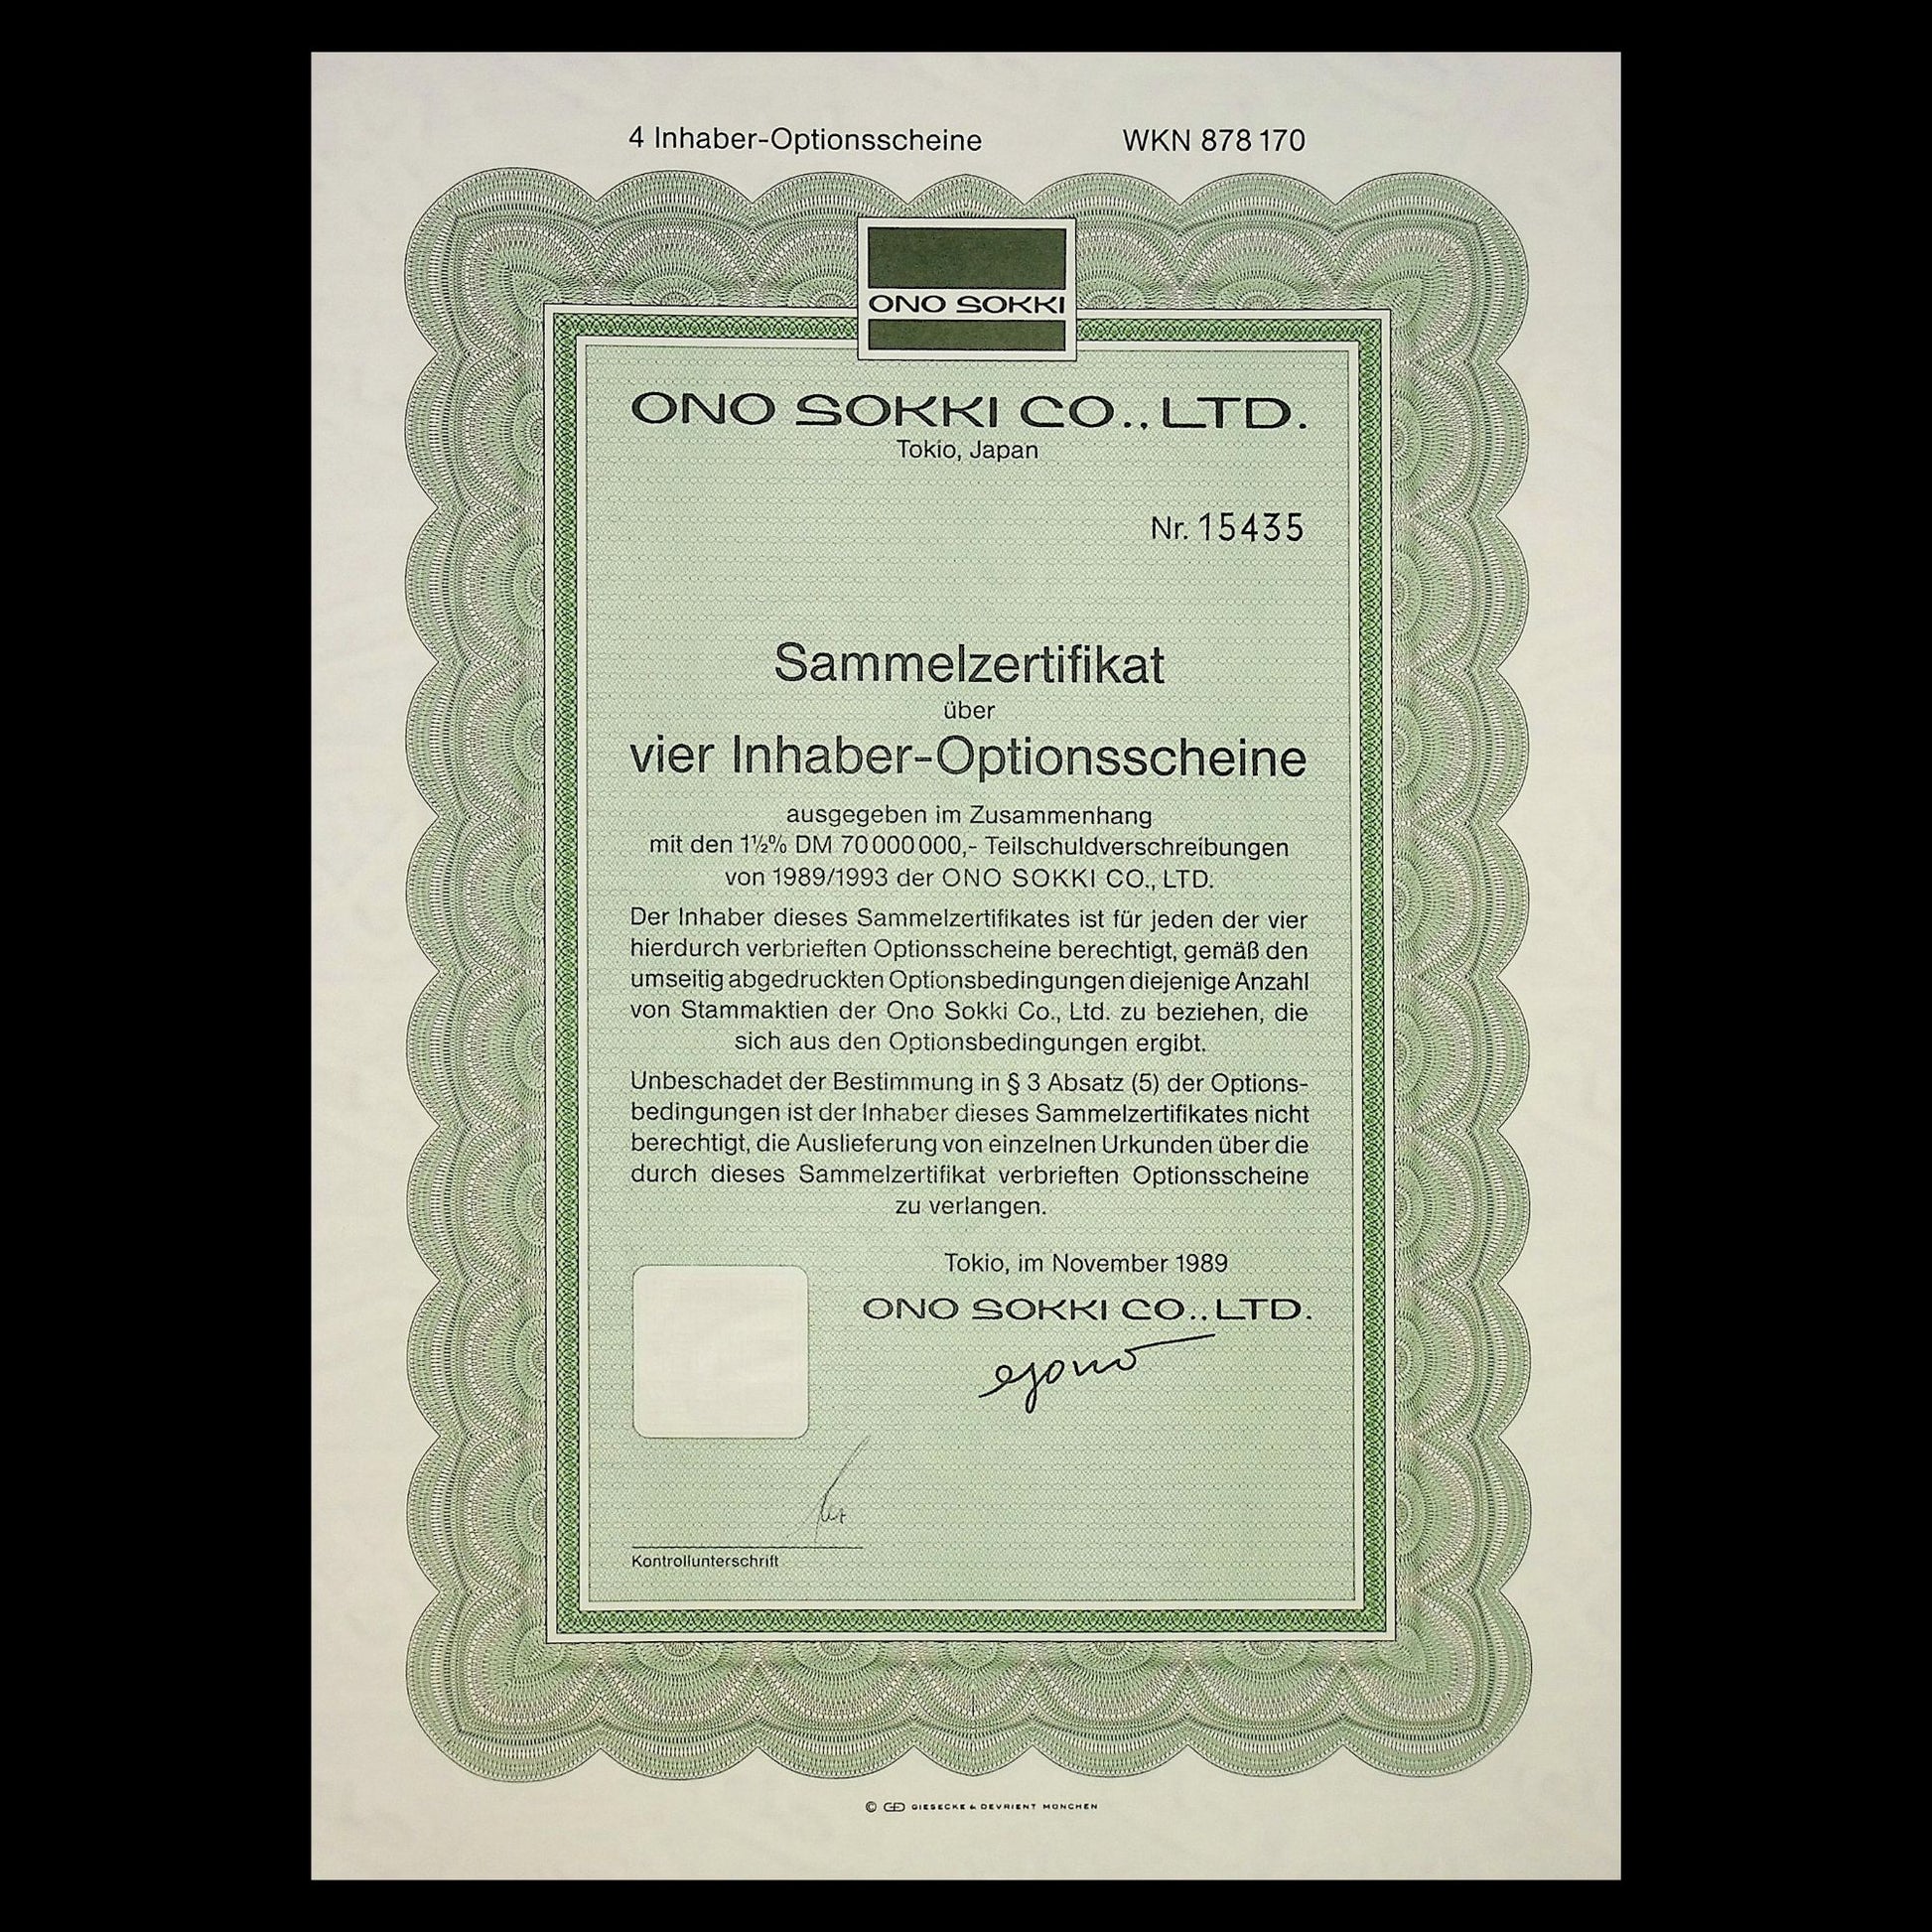 4 Inhaber-Optionsscheine WKN 878 170
ONO SOKKI
ONO SOKKI CO., LTD.
Tokio, Japan
Nr. 15435
Sammelzertifikat
über
vier Inhaber-Optionsscheine
ausgegeben im Zusammenhang
mit den 1½% DM 70 000 000,- Teilschuldverschreibungen
von 1989/1993 der ONO SOKKI CO., LTD.
Der Inhaber dieses Sammelzertifikates ist für jeden der vier
hierdurch verbrieften Optionsscheine berechtigt, gemäß den
umseitig abgedruckten Optionsbedingungen diejenige Anzahl
von Stammaktien der Ono Sokki Co., Ltd. zu beziehen, die
sich aus den Optionsbedingungen ergibt.
Unbeschadet der Bestimmung in § 3 Absatz (5) der Options-
bedingungen ist der Inhaber dieses Sammelzertifikates nicht
berechtigt, die Auslieferung von einzelnen Urkunden über die
durch dieses Sammelzertifikat verbrieften Optionsscheine
zu verlangen.
Tokio, im November 1989
ONO SOKKI CO., LTD.
Kontrollunterschrift
© GD GIESECKE & DEVRIENT MÜNCHEN